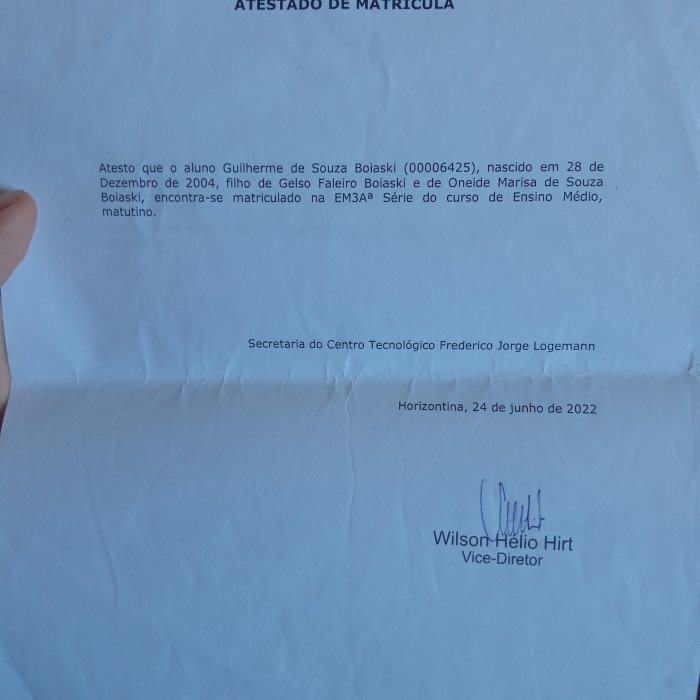 ATESTADO DE MATRÍCULA
Atesto que o aluno Guilherme de Souza Boiaski (00006425), nascido em 28 de
Dezembro de 2004, filho de Gelso Faleiro Boiaski e de Oneide Marisa de Souza
Boiaski, encontra-se matriculado na EM3Aª Série do curso de Ensino Médio,
matutino.
Secretaria do Centro Tecnológico Frederico Jorge Logemann
Horizontina, 24 de junho de 2022
Wilson Hélio Hirt
Vice-Diretor